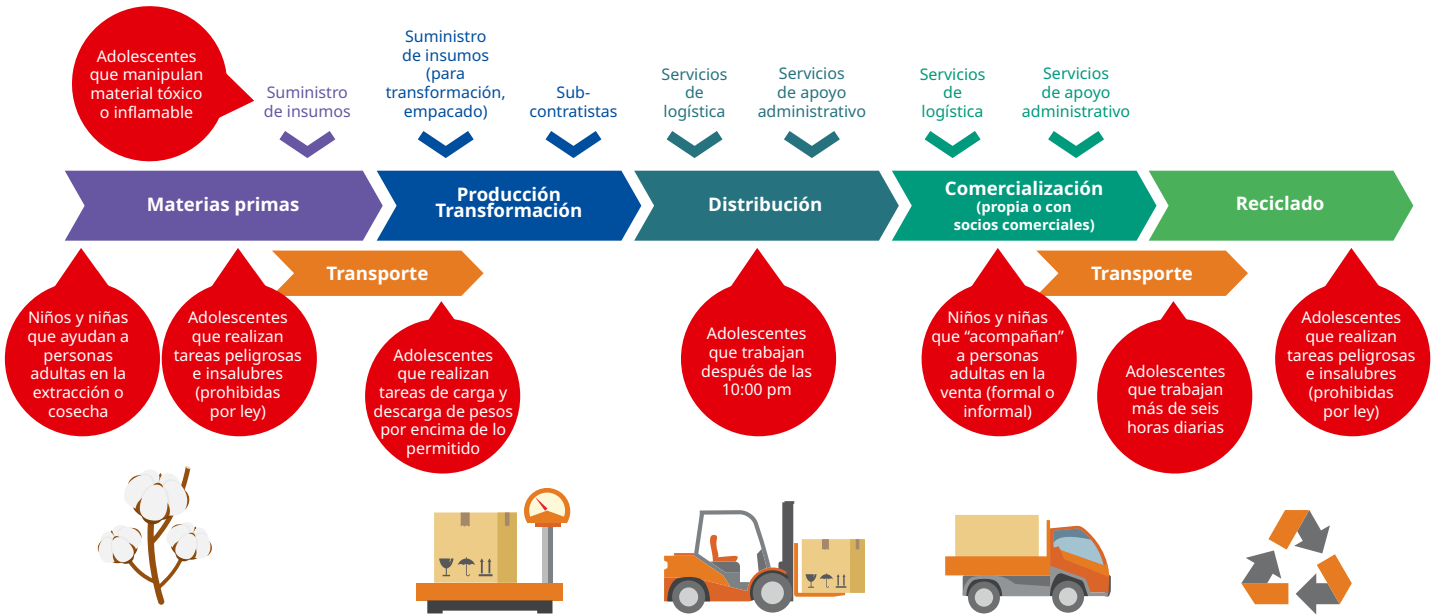 Adolescentes
que manipulan
material tóxico
o inflamable
Suministro
de insumos
Suministro
de insumos
(para
transformación,
empacado)
Sub-
contratistas
Servicios
de
logística
Servicios
de apoyo
administrativo
Servicios
de
logística
Servicios
de apoyo
administrativo
Materias primas
Producción
Transformación
Distribución
Comercialización
(propia o con
socios comerciales)
Reciclado
Transporte
Transporte
Niños y niñas
que ayudan a
personas
adultas en la
extracción o
cosecha
Adolescentes
que realizan
tareas peligrosas
e insalubres
(prohibidas
por ley)
Adolescentes
que realizan
tareas de carga y
descarga de pesos
por encima de lo
permitido
Adolescentes
que trabajan
después de las
10:00 pm
Niños y niñas
que “acompañan”
a personas
adultas en la
venta (formal o
informal)
Adolescentes
que trabajan
más de seis
horas diarias
Adolescentes
que realizan
tareas peligrosas
e insalubres
(prohibidas
por ley)